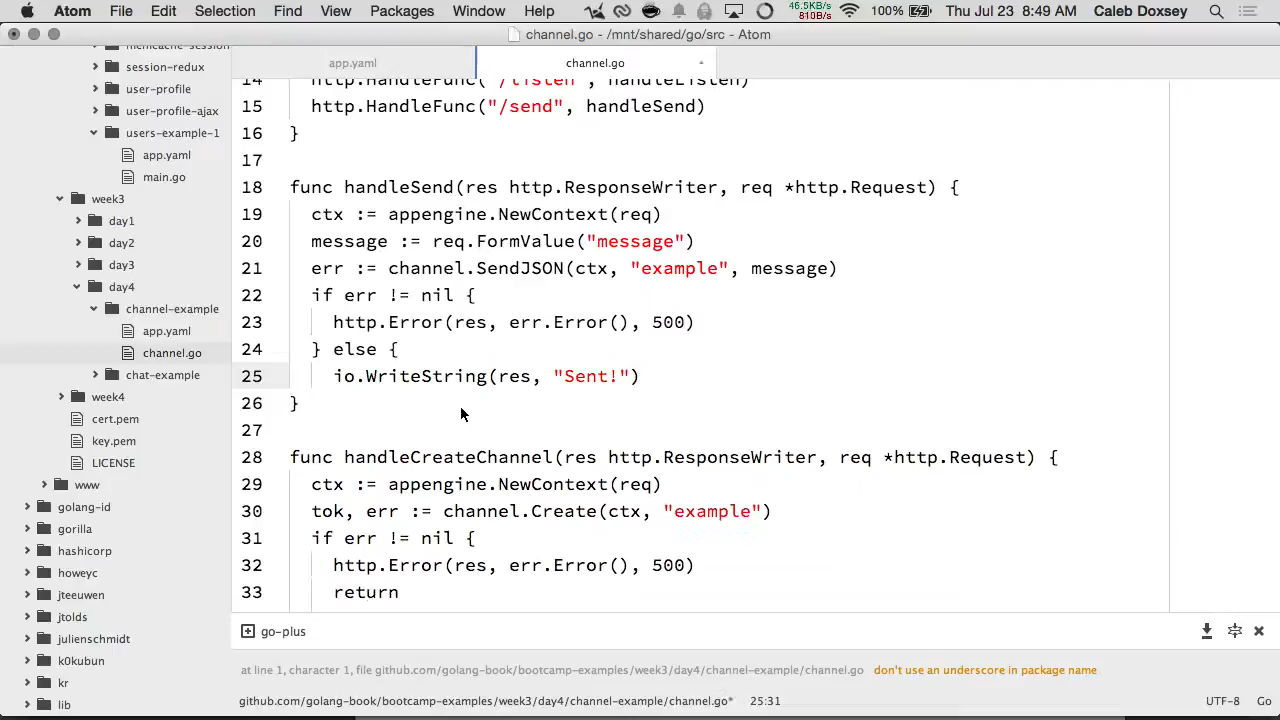 Atom File Edit Selection Find View Packages Window Help 46.5KB/s 810B/s 100% Thu Jul 23 8:49 AM Caleb Doxsey
channel.go - /mnt/shared/go/src - Atom
memcache-session
session-redux
user-profile
user-profile-ajax
users-example-1
app.yaml
main.go
week3
day1
day2
day3
day4
channel-example
app.yaml
channel.go
chat-example
week4
cert.pem
key.pem
LICENSE
www
golang-id
gorilla
hashicorp
howeyc
jteeuwen
jtolds
julienschmidt
k0kubun
kr
lib
app.yaml channel.go
14 http.HandleFunc("/listen", handleListen)
15 http.HandleFunc("/send", handleSend)
16 }
17
18 func handleSend(res http.ResponseWriter, req *http.Request) {
19 ctx := appengine.NewContext(req)
20 message := req.FormValue("message")
21 err := channel.SendJSON(ctx, "example", message)
22 if err != nil {
23 http.Error(res, err.Error(), 500)
24 } else {
25 io.WriteString(res, "Sent!")
26 }
27
28 func handleCreateChannel(res http.ResponseWriter, req *http.Request) {
29 ctx := appengine.NewContext(req)
30 tok, err := channel.Create(ctx, "example")
31 if err != nil {
32 http.Error(res, err.Error(), 500)
33 return
go-plus
at line 1, character 1, file github.com/golang-book/bootcamp-examples/week3/day4/channel-example/channel.go don't use an underscore in package name
github.com/golang-book/bootcamp-examples/week3/day4/channel-example/channel.go* 25:31 UTF-8 Go